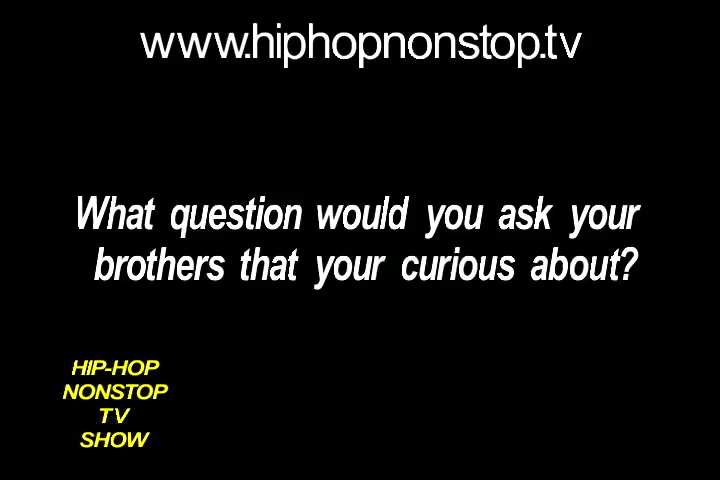 www.hiphopnonstop.tv
What question would you ask your
brothers that your curious about?
HIP-HOP
NONSTOP
TV
SHOW